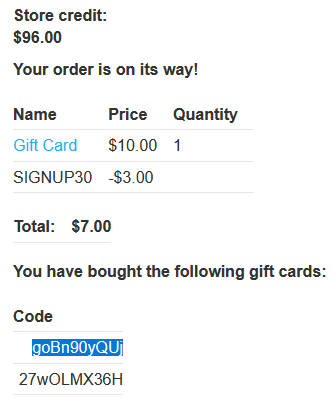 Store credit:
$96.00
Your order is on its way!
Name Price Quantity
Gift Card $10.00 1
SIGNUP30 -$3.00
Total: $7.00
You have bought the following gift cards:
Code
goBn90yQUj
27wOLMX36H